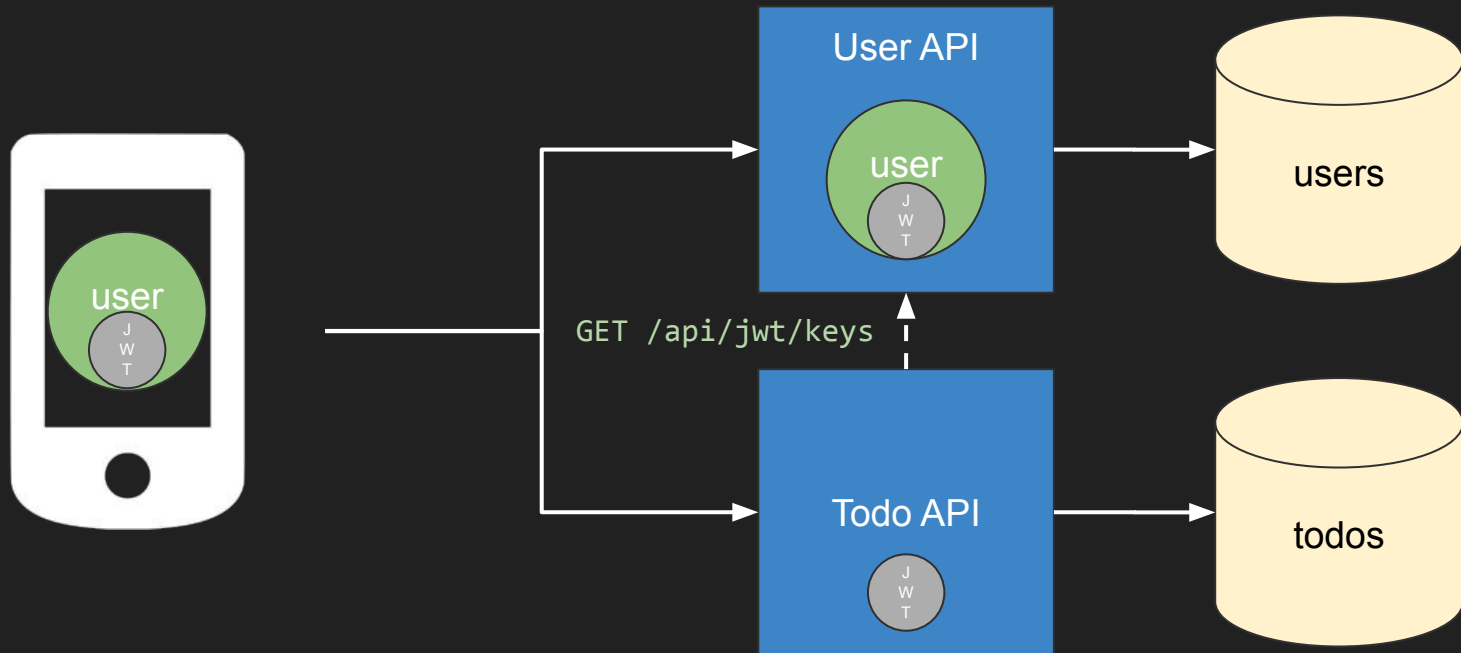 User API
user
J
W
T
users
user
J
W
T
GET /api/jwt/keys
Todo API
J
W
T
todos